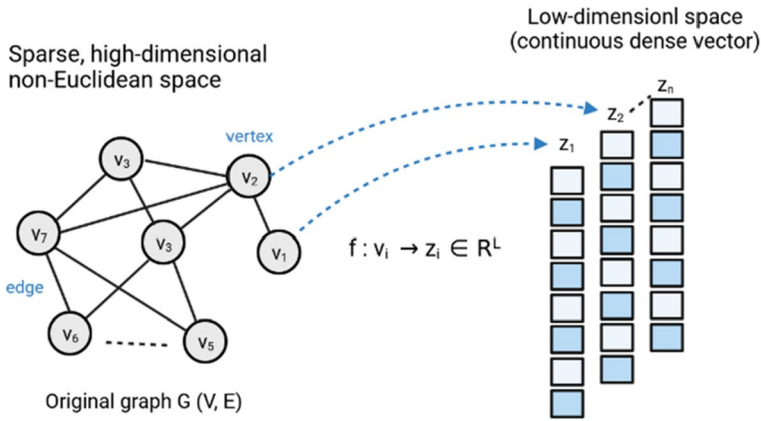 Low-dimensionl space
(continuous dense vector)
Sparse, high-dimensional
non-Euclidean space
vertex
edge
v₃
v₂
v₇
v₃
v₁
v₆
v₅
f : vᵢ → zᵢ ∈ Rᴸ
z₁
z₂
zₙ
Original graph G (V, E)